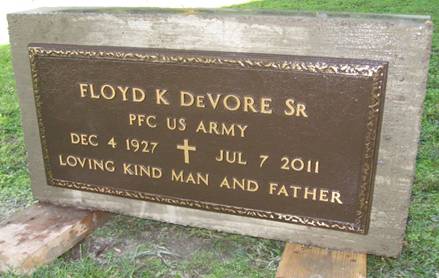 FLOYD K DeVORE SR
PFC US ARMY
DEC 4 1927 JUL 7 2011
LOVING KIND MAN AND FATHER